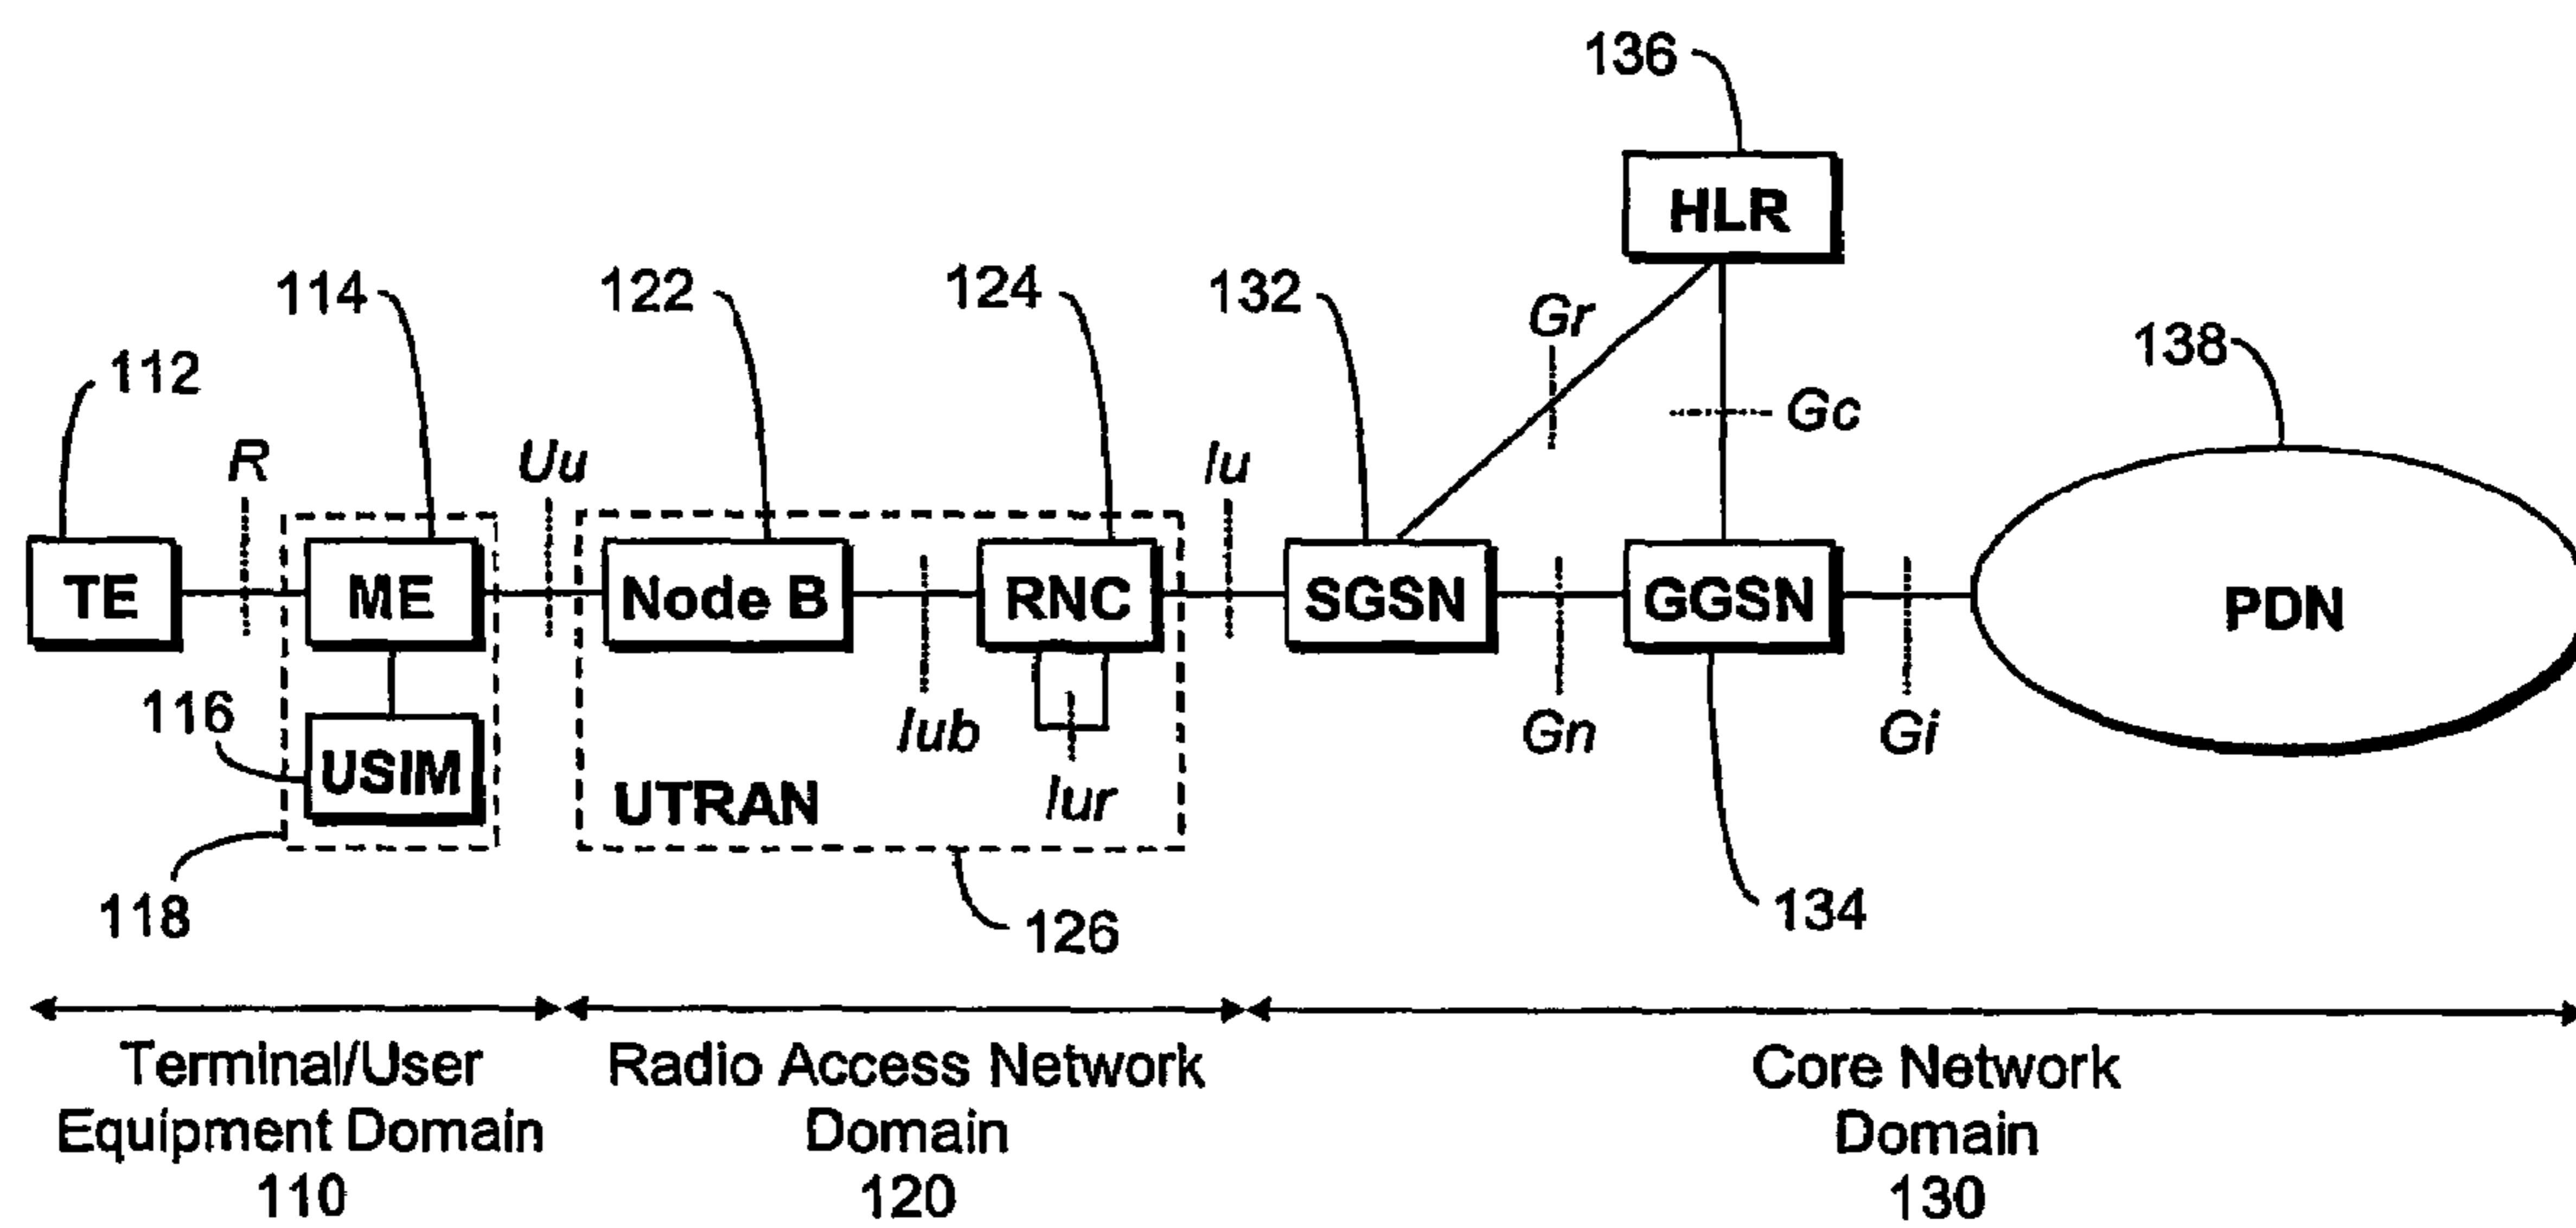 136
HLR
114
122
124
132
Gr
138
112
Gc
R
Uu
Iu
TE
ME
Node B
RNC
SGSN
GGSN
PDN
116
USIM
Iub
Iur
Gn
Gi
UTRAN
118
126
134
Terminal/User
Equipment Domain
110
Radio Access Network
Domain
120
Core Network
Domain
130